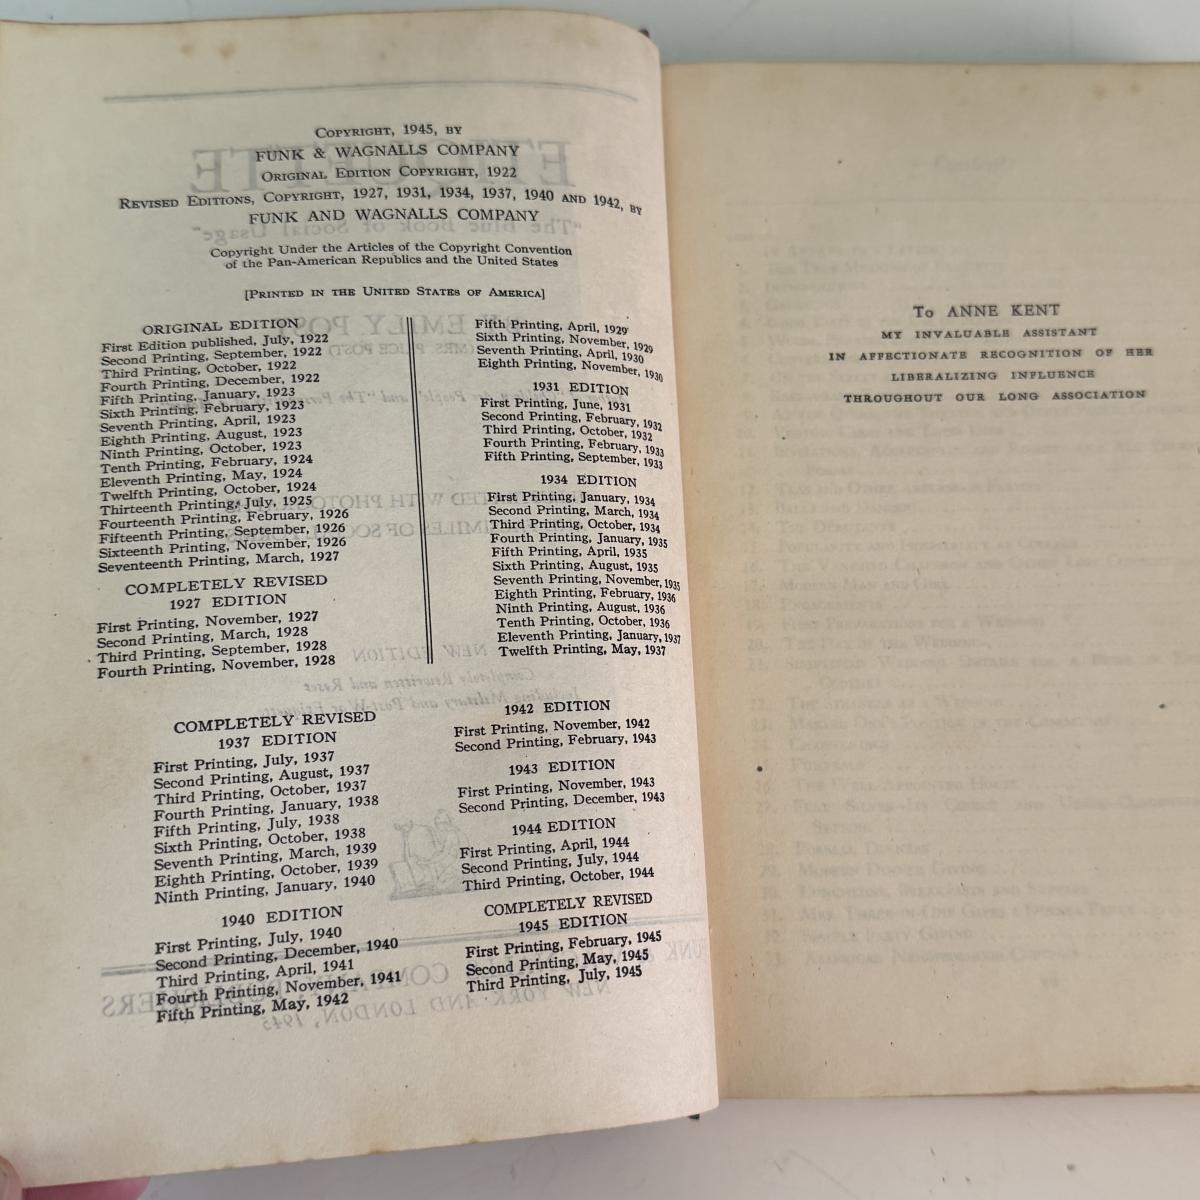 COPYRIGHT, 1945, BY
FUNK & WAGNALLS COMPANY
ORIGINAL EDITION COPYRIGHT, 1922
REVISED EDITIONS, COPYRIGHT, 1927, 1931, 1934, 1937, 1940 AND 1942, BY
FUNK AND WAGNALLS COMPANY
Copyright Under the Articles of the Copyright Convention
of the Pan-American Republics and the United States
[PRINTED IN THE UNITED STATES OF AMERICA]
ORIGINAL EDITION
First Edition published, July, 1922
Second Printing, September, 1922
Third Printing, October, 1922
Fourth Printing, December, 1922
Fifth Printing, January, 1923
Sixth Printing, February, 1923
Seventh Printing, April, 1923
Eighth Printing, August, 1923
Ninth Printing, October, 1923
Tenth Printing, February, 1924
Eleventh Printing, May, 1924
Twelfth Printing, October, 1924
Thirteenth Printing, July, 1925
Fourteenth Printing, February, 1926
Fifteenth Printing, September, 1926
Sixteenth Printing, November, 1926
Seventeenth Printing, March, 1927
COMPLETELY REVISED
1927 EDITION
First Printing, November, 1927
Second Printing, March, 1928
Third Printing, September, 1928
Fourth Printing, November, 1928
Fifth Printing, April, 1929
Sixth Printing, November, 1929
Seventh Printing, April, 1930
Eighth Printing, November, 1930
1931 EDITION
First Printing, June, 1931
Second Printing, February, 1932
Third Printing, October, 1932
Fourth Printing, February, 1933
Fifth Printing, September, 1933
1934 EDITION
First Printing, January, 1934
Second Printing, March, 1934
Third Printing, October, 1934
Fourth Printing, January, 1935
Fifth Printing, April, 1935
Sixth Printing, August, 1935
Seventh Printing, November, 1935
Eighth Printing, February, 1936
Ninth Printing, August, 1936
Tenth Printing, October, 1936
Eleventh Printing, January, 1937
Twelfth Printing, May, 1937
COMPLETELY REVISED
1937 EDITION
First Printing, July, 1937
Second Printing, August, 1937
Third Printing, October, 1937
Fourth Printing, January, 1938
Fifth Printing, July, 1938
Sixth Printing, October, 1938
Seventh Printing, March, 1939
Eighth Printing, October, 1939
Ninth Printing, January, 1940
1940 EDITION
First Printing, July, 1940
Second Printing, December, 1940
Third Printing, April, 1941
Fourth Printing, November, 1941
Fifth Printing, May, 1942
1942 EDITION
First Printing, November, 1942
Second Printing, February, 1943
1943 EDITION
First Printing, November, 1943
Second Printing, December, 1943
1944 EDITION
First Printing, April, 1944
Second Printing, July, 1944
Third Printing, October, 1944
COMPLETELY REVISED
1945 EDITION
First Printing, February, 1945
Second Printing, May, 1945
Third Printing, July, 1945
To ANNE KENT
MY INVALUABLE ASSISTANT
IN AFFECTIONATE RECOGNITION OF HER
LIBERALIZING INFLUENCE
THROUGHOUT OUR LONG ASSOCIATION